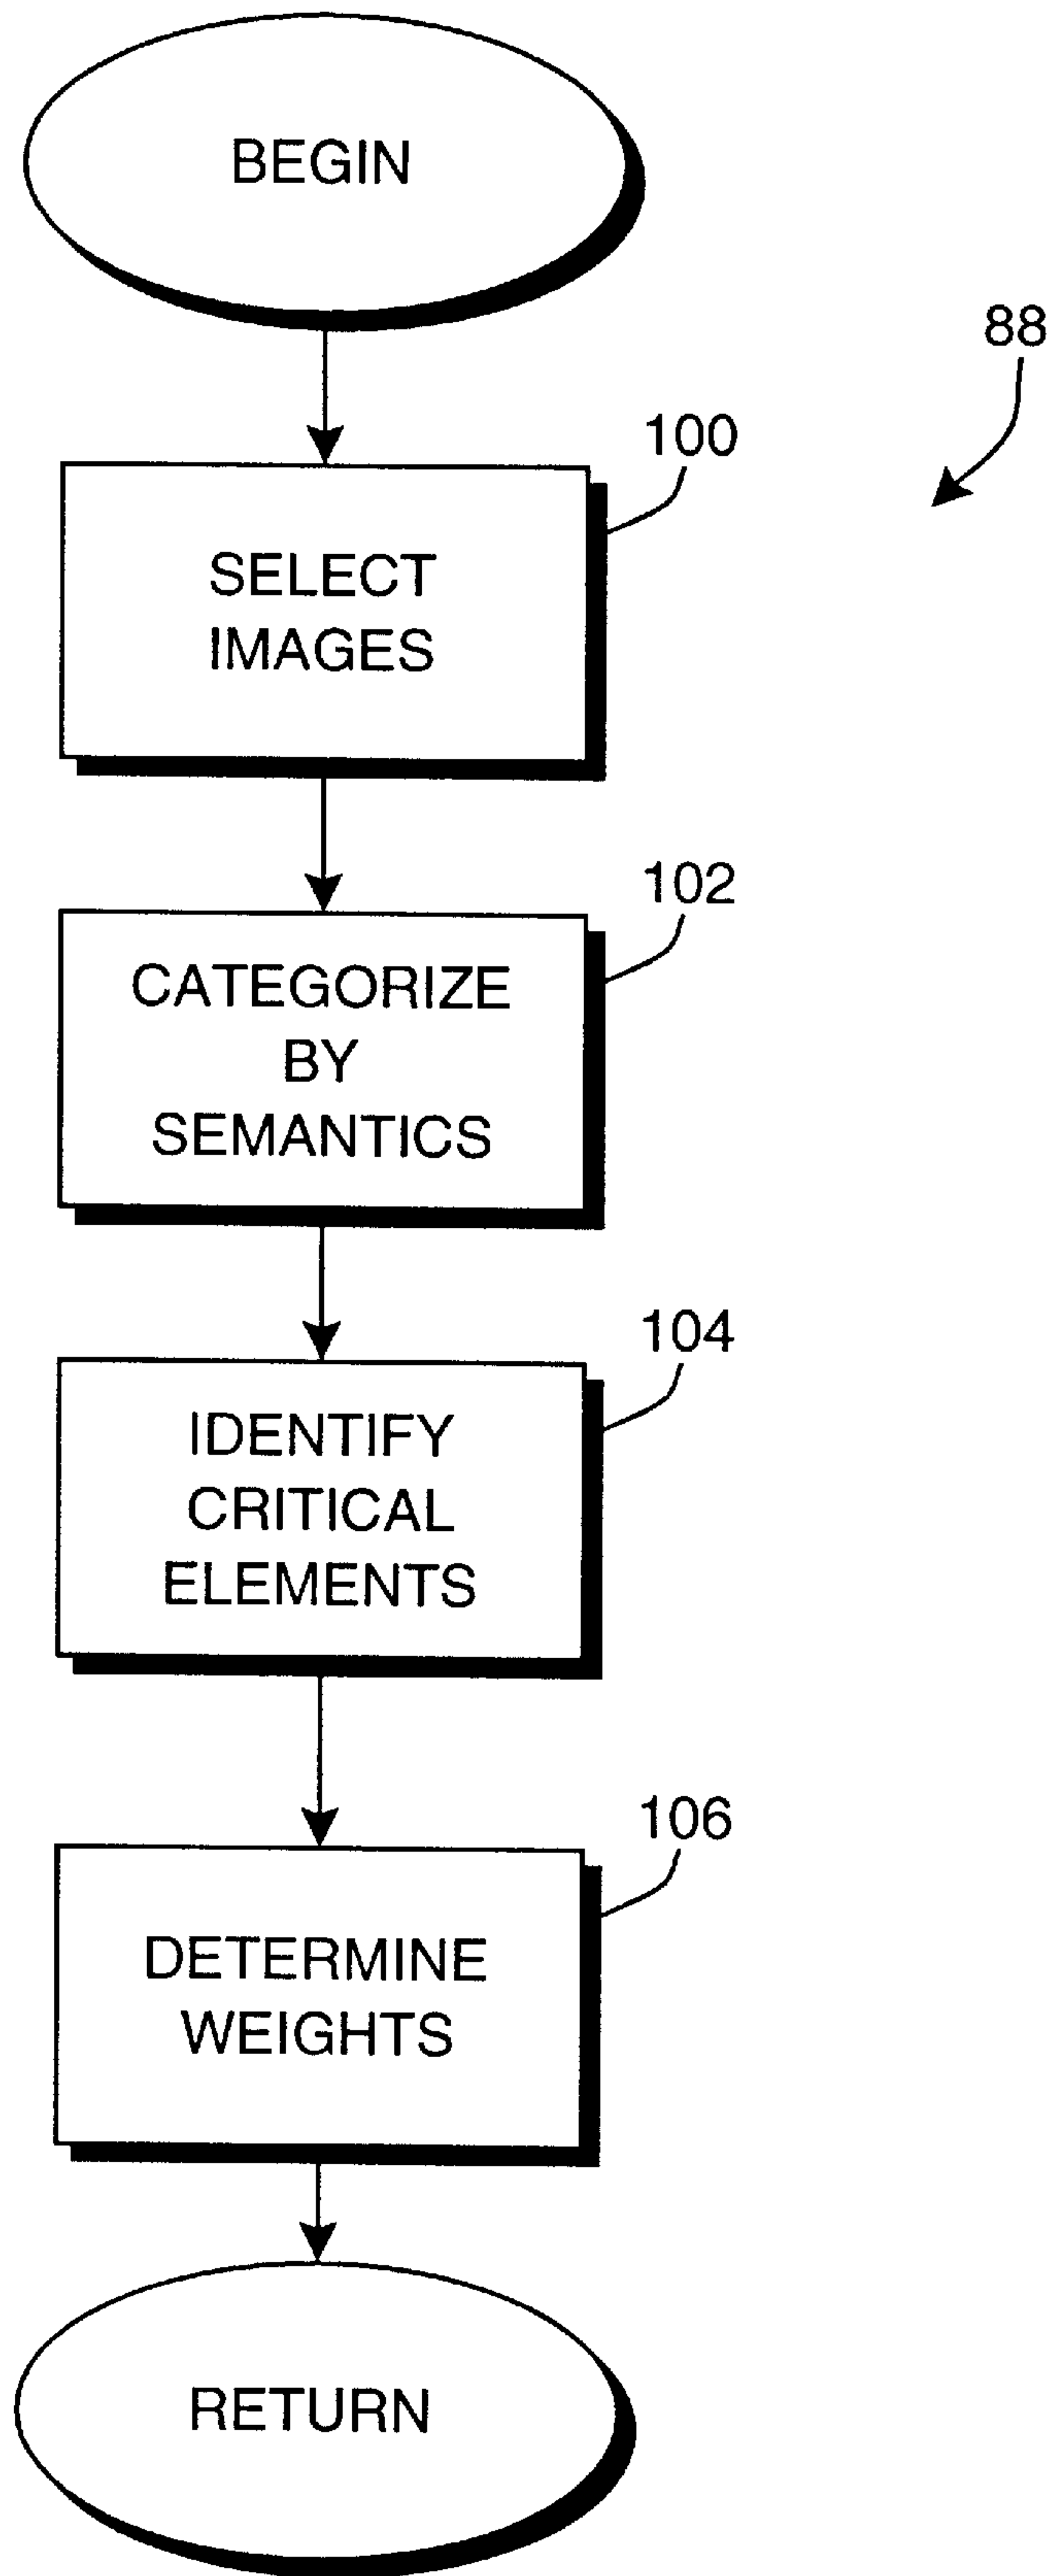 BEGIN
88
100
SELECT
IMAGES
102
CATEGORIZE
BY
SEMANTICS
104
IDENTIFY
CRITICAL
ELEMENTS
106
DETERMINE
WEIGHTS
RETURN